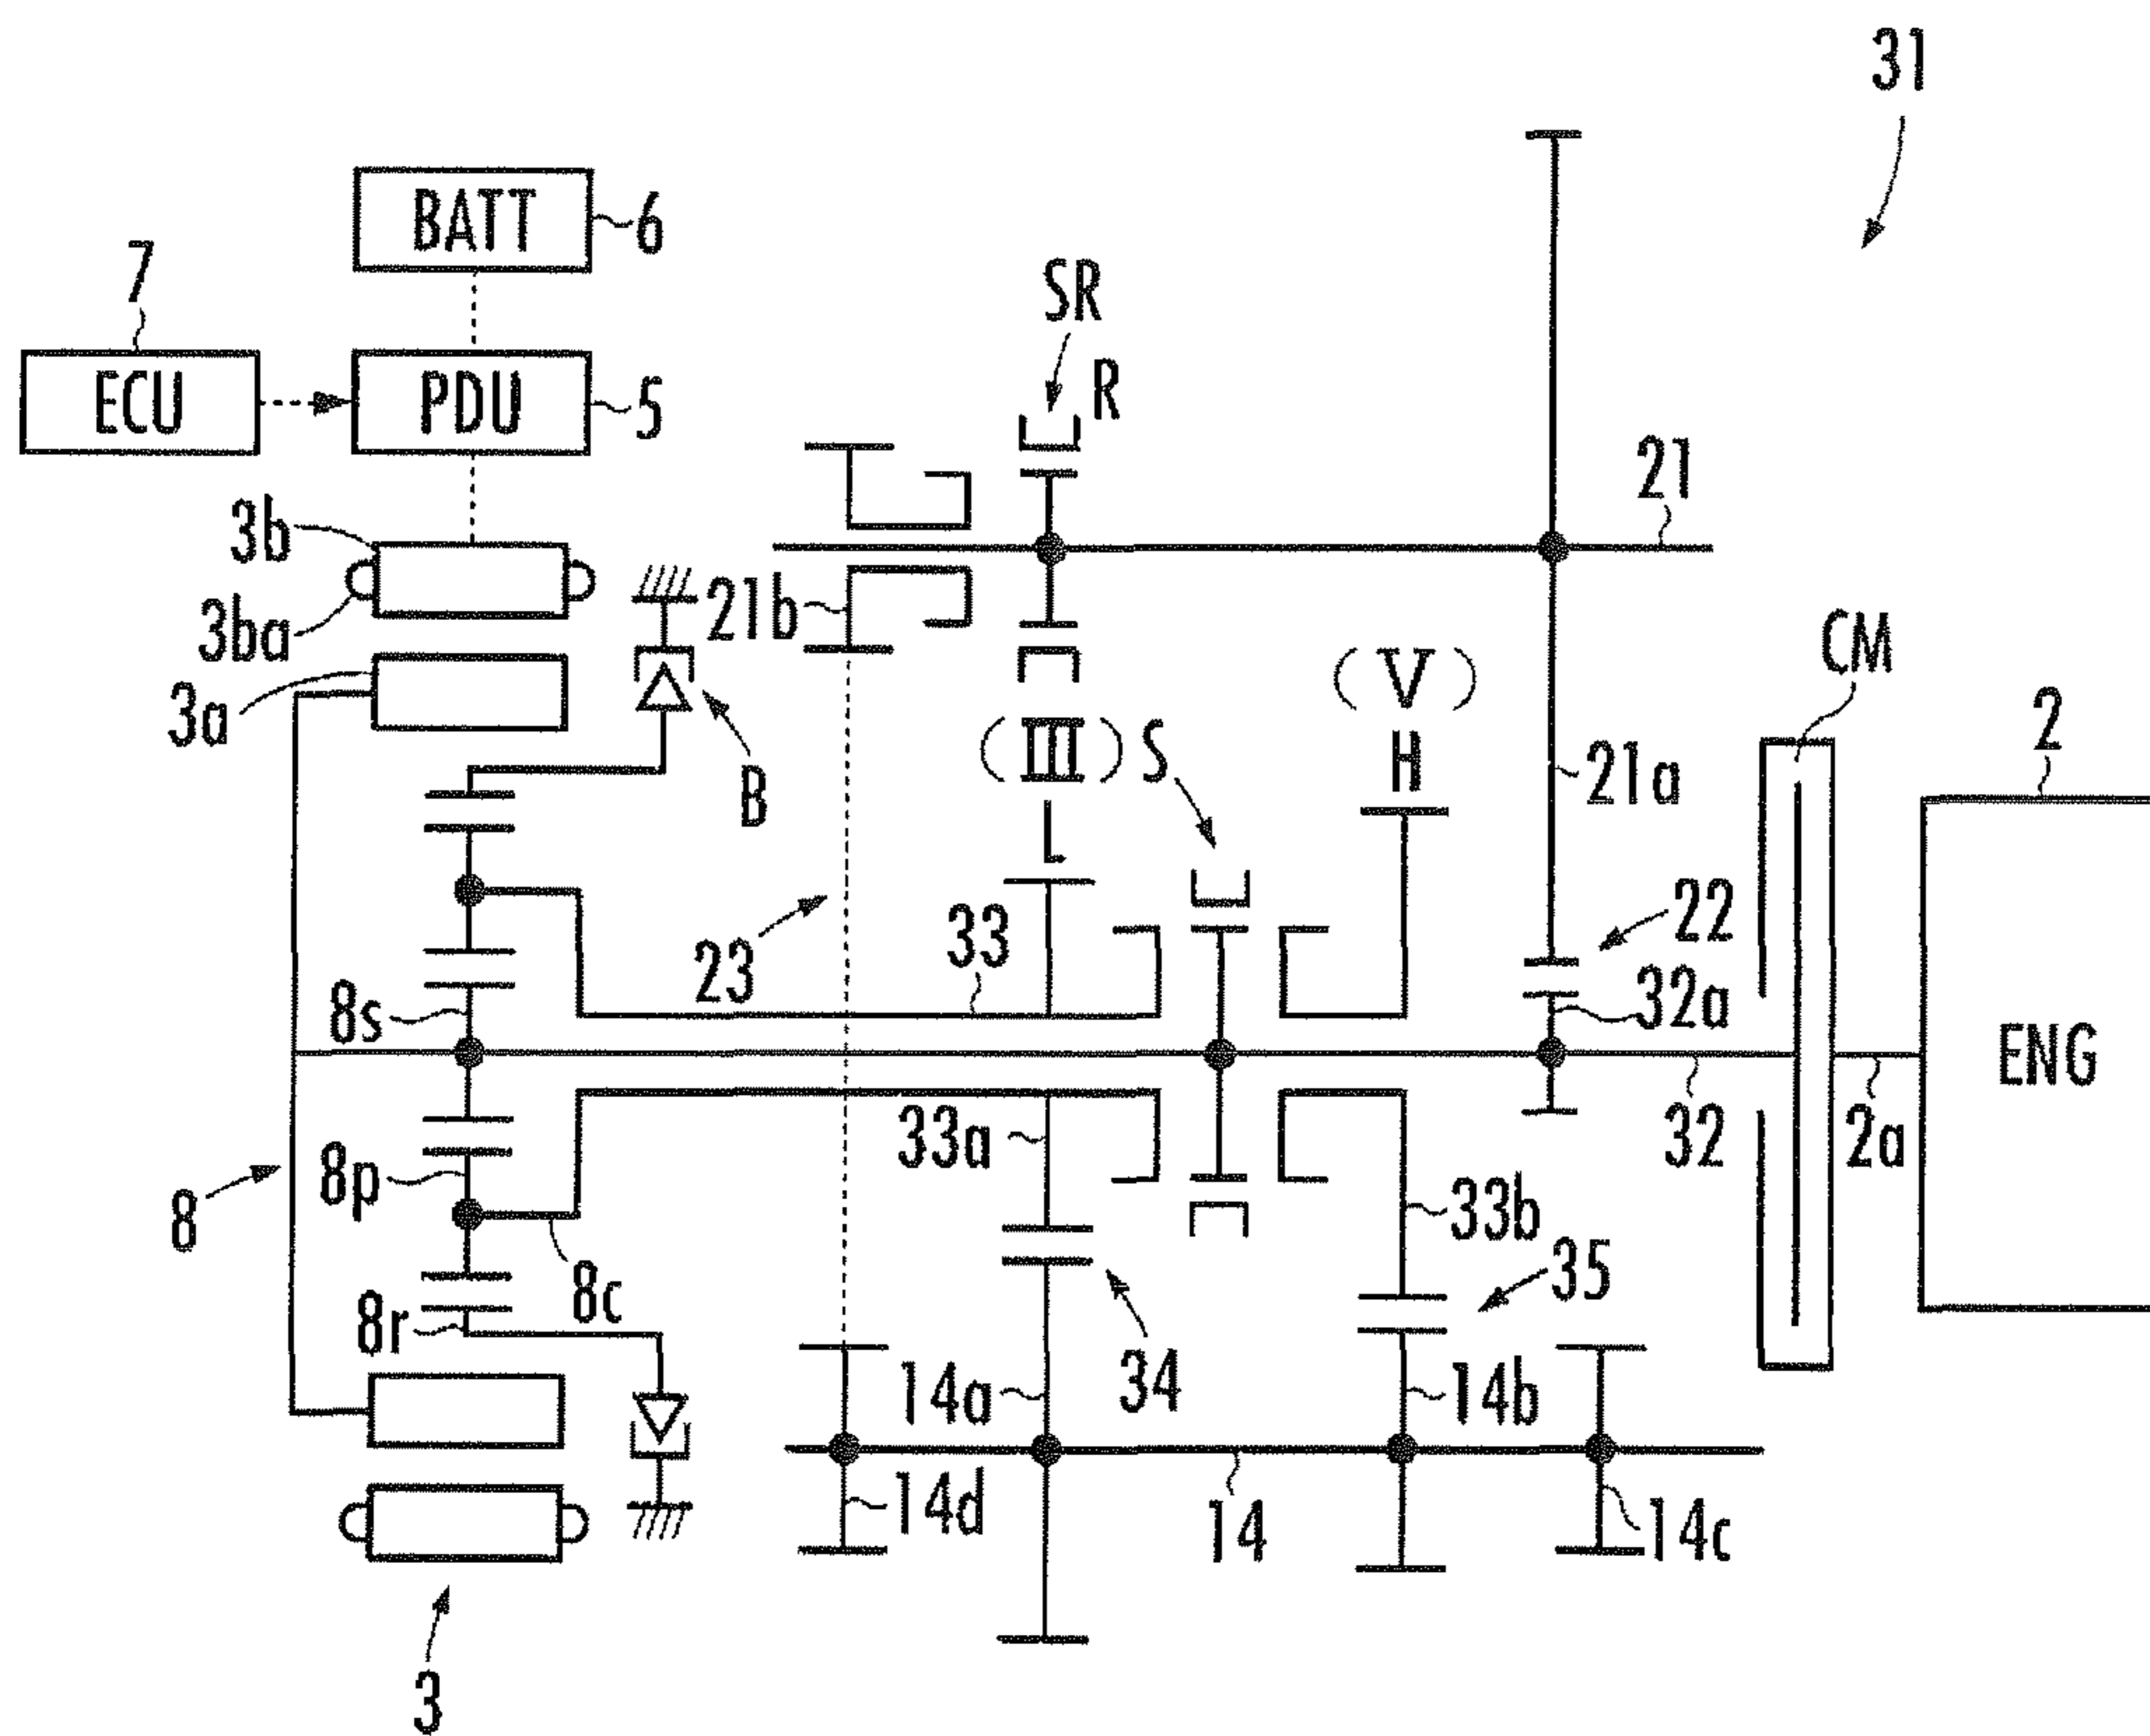 31
BATT
6
7
SR
ECU
PDU
5
R
21
3b
21b
3ba
CM
(V)
3a
2
(III)
S
H
21a
B
L
22
33
23
32a
8s
ENG
33a
32
2a
8p
33b
8
35
8c
8r
34
14a
14b
14d
14
14c
3